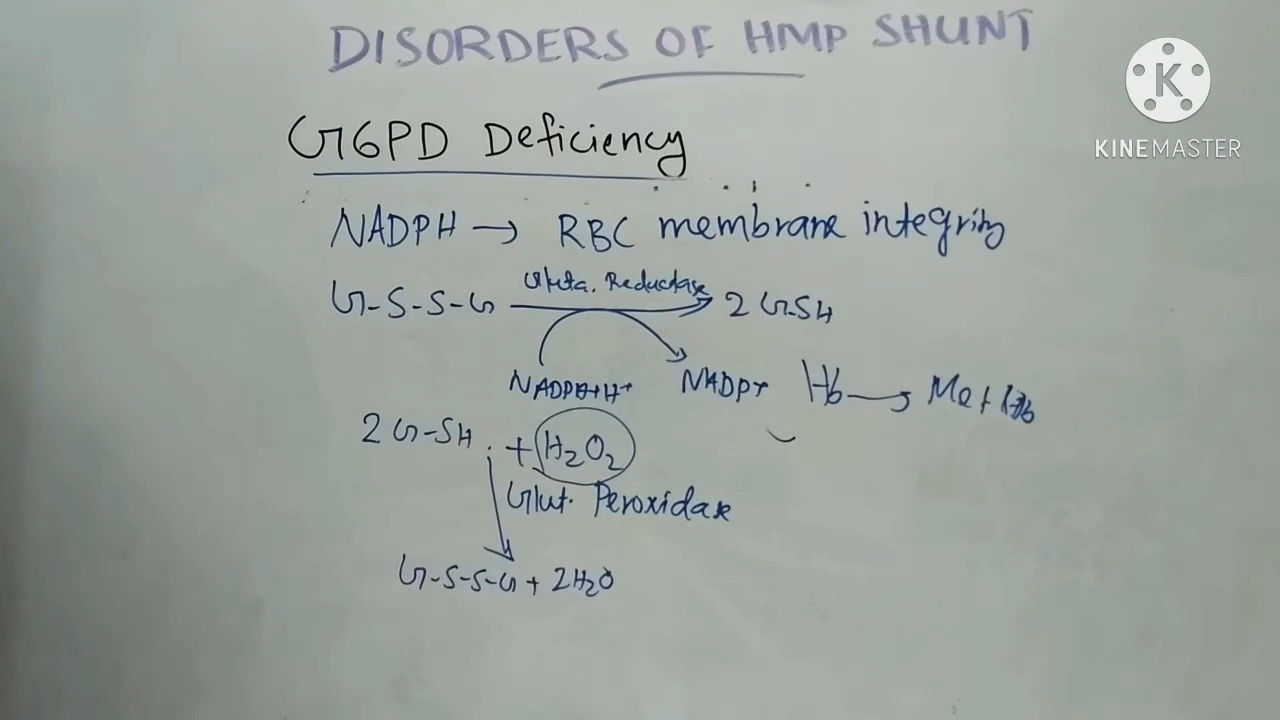 DISORDERS OF HMP SHUNT
K
KINEMASTER
G6PD Deficiency
NADPH → RBC membrane integrity
G-S-S-G Gluta. Reductase → 2 G-SH
NADPH+H+ NADP+ Hb → Met Hb
2 G-SH + H2O2
Glut. Peroxidase
G-S-S-G + 2H2O